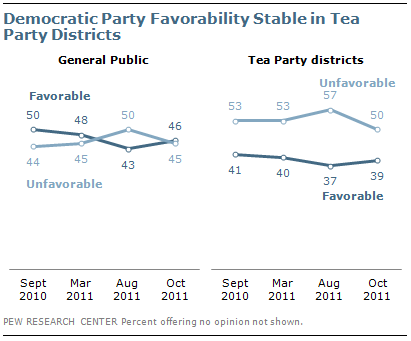 Democratic Party Favorability Stable in Tea
Party Districts
General Public
Favorable
50 48 50 46
44 45 43 45
Unfavorable
Sept Mar Aug Oct
2010 2011 2011 2011
Tea Party districts
Unfavorable
53 53 57 50
41 40 37 39
Favorable
Sept Mar Aug Oct
2010 2011 2011 2011
PEW RESEARCH CENTER Percent offering no opinion not shown.